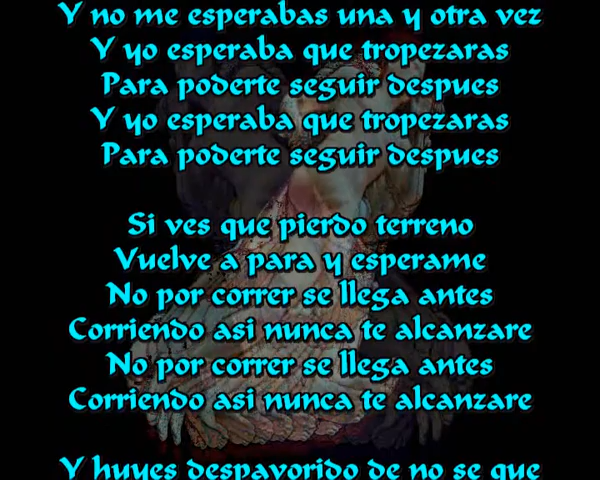 Y no me esperabas una y otra vez
Y yo esperaba que tropezaras
Para poderte seguir despues
Y yo esperaba que tropezaras
Para poderte seguir despues
Si ves que pierdo terreno
Vuelve a para y esperame
No por correr se llega antes
Corriendo asi nunca te alcanzare
No por correr se llega antes
Corriendo asi nunca te alcanzare
Y huyes despavorido de no se que